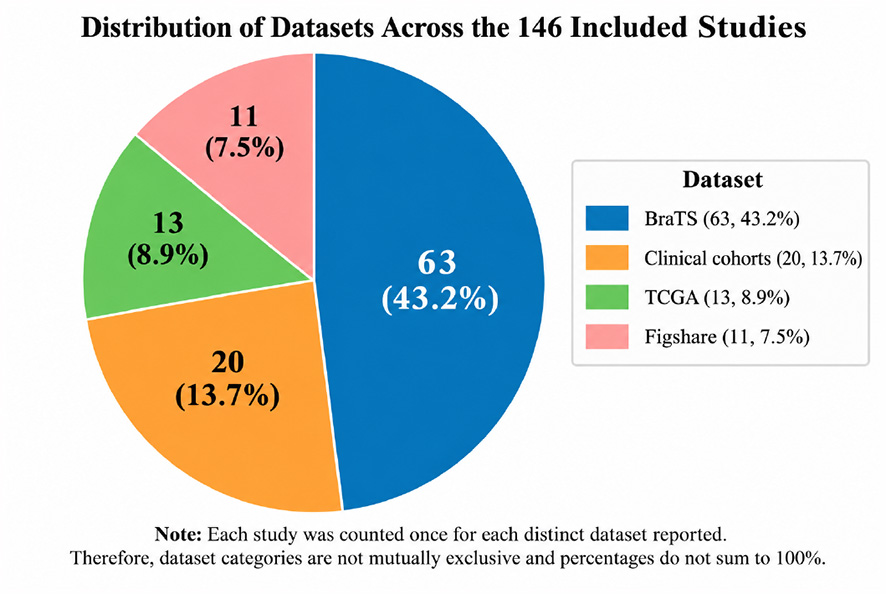 Distribution of Datasets Across the 146 Included Studies
11
(7.5%)
13
(8.9%)
63
(43.2%)
20
(13.7%)
Dataset
BraTS (63, 43.2%)
Clinical cohorts (20, 13.7%)
TCGA (13, 8.9%)
Figshare (11, 7.5%)
Note: Each study was counted once for each distinct dataset reported.
Therefore, dataset categories are not mutually exclusive and percentages do not sum to 100%.